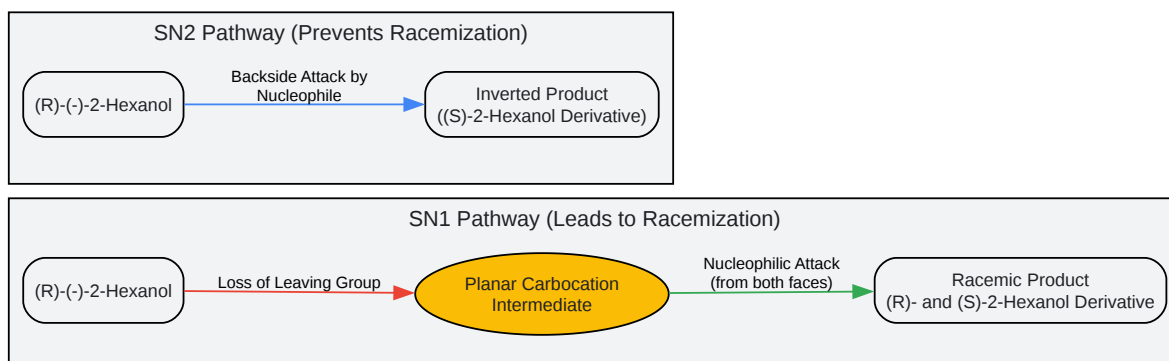 SN2 Pathway (Prevents Racemization)
(R)-(-)-2-Hexanol
Backside Attack by
Nucleophile
Inverted Product
((S)-2-Hexanol Derivative)
SN1 Pathway (Leads to Racemization)
(R)-(-)-2-Hexanol
Loss of Leaving Group
Planar Carbocation
Intermediate
Nucleophilic Attack
(from both faces)
Racemic Product
(R)- and (S)-2-Hexanol Derivative